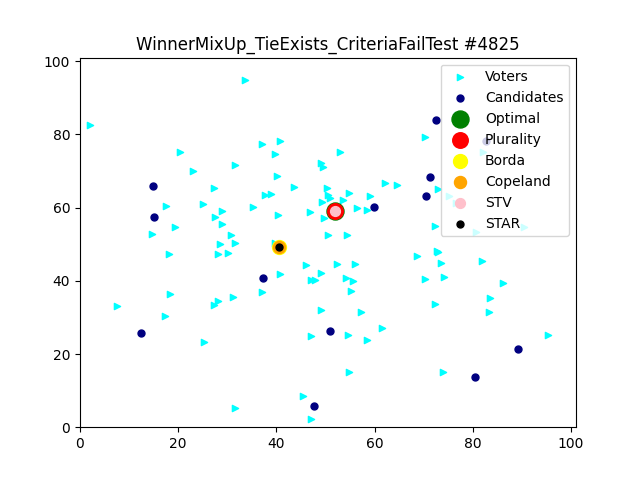 WinnerMixUp_TieExists_CriteriaFailTest #4825
100
80
60
40
20
0
0 20 40 60 80 100
Voters
Candidates
Optimal
Plurality
Borda
Copeland
STV
STAR